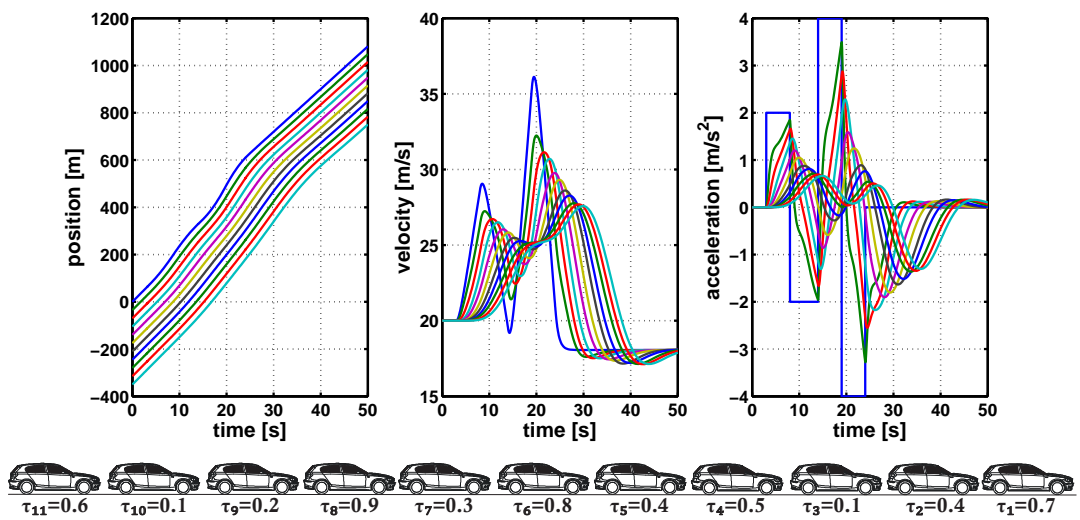 1200
1000
800
600
400
200
0
−200
−400
position [m]
0 10 20 30 40 50
time [s]
40
35
30
25
20
15
velocity [m/s]
0 10 20 30 40 50
time [s]
4
3
2
1
0
−1
−2
−3
−4
acceleration [m/s²]
0 10 20 30 40 50
time [s]
τ₁₁=0.6 τ₁₀=0.1 τ₉=0.2 τ₈=0.9 τ₇=0.3 τ₆=0.8 τ₅=0.4 τ₄=0.5 τ₃=0.1 τ₂=0.4 τ₁=0.7